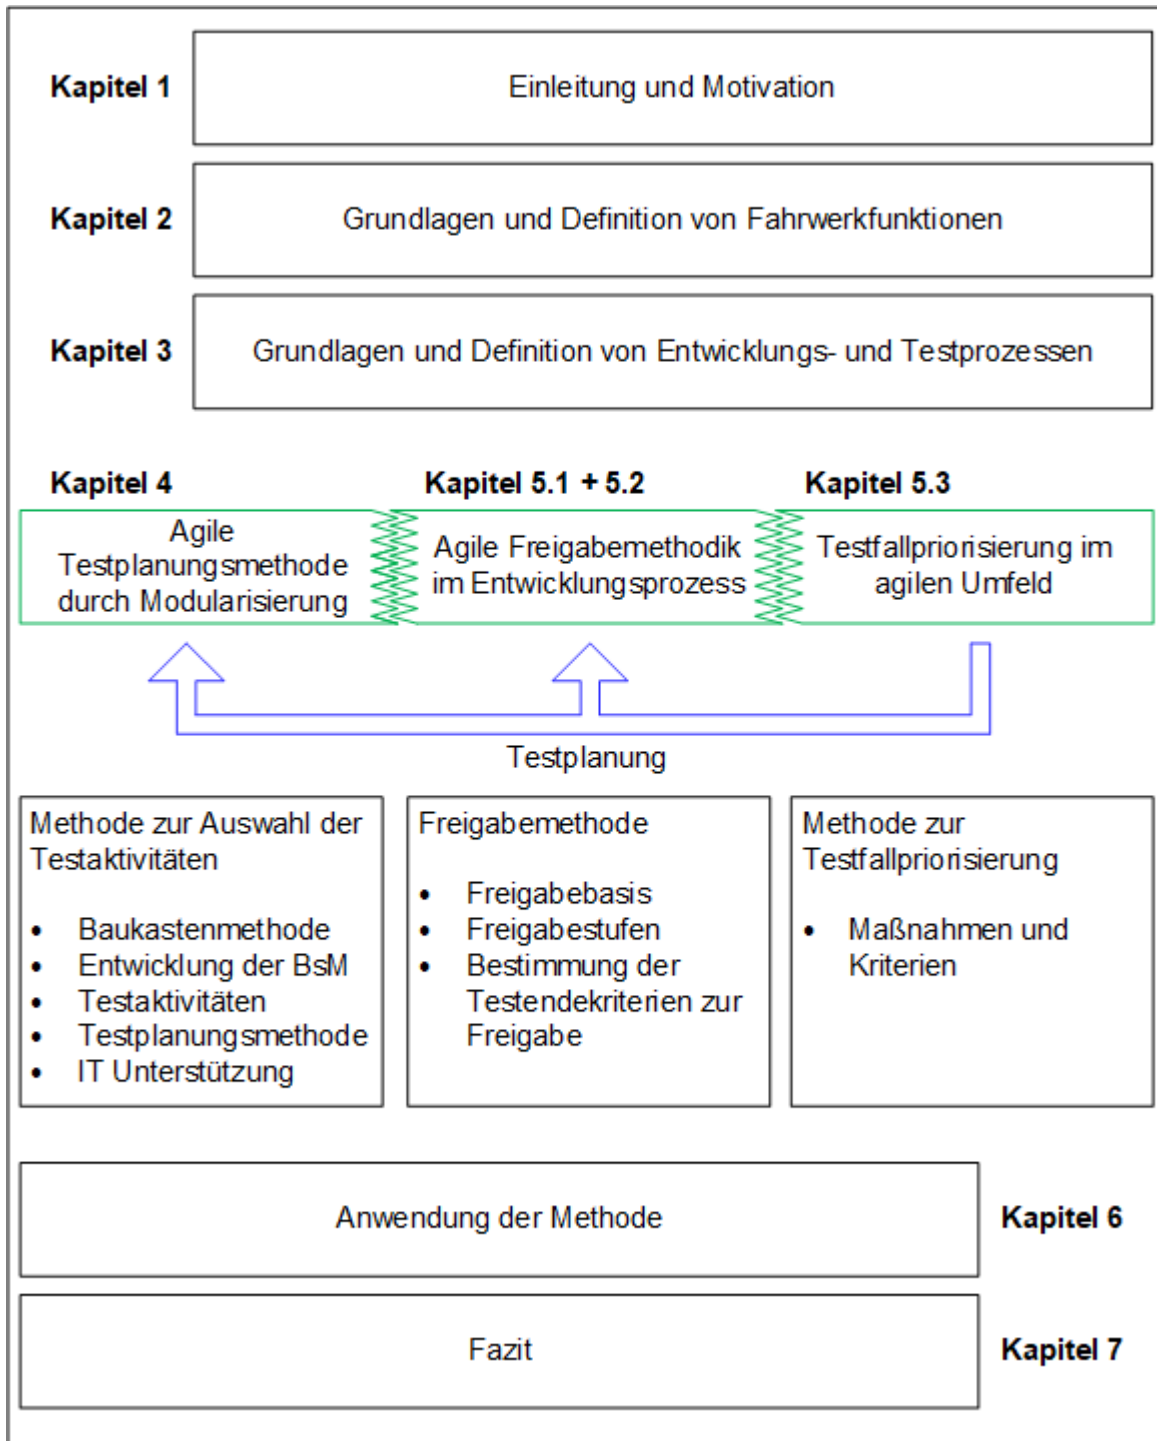 Kapitel 1
Einleitung und Motivation
Kapitel 2
Grundlagen und Definition von Fahrwerkfunktionen
Kapitel 3
Grundlagen und Definition von Entwicklungs- und Testprozessen
Kapitel 4
Kapitel 5.1 + 5.2
Kapitel 5.3
Agile
Testplanungsmethode
durch Modularisierung
Agile Freigabemethodik
im Entwicklungsprozess
Testfallpriorisierung im
agilen Umfeld
Testplanung
Methode zur Auswahl der
Testaktivitäten
• Baukastenmethode
• Entwicklung der BsM
• Testaktivitäten
• Testplanungsmethode
• IT Unterstützung
Freigabemethode
• Freigabebasis
• Freigabestufen
• Bestimmung der
Testendekriterien zur
Freigabe
Methode zur
Testfallpriorisierung
• Maßnahmen und
Kriterien
Anwendung der Methode
Kapitel 6
Fazit
Kapitel 7